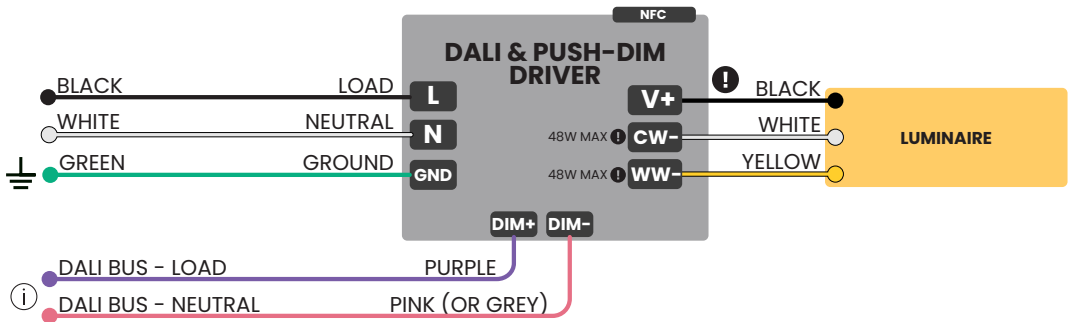 NFC
DALI & PUSH-DIM
DRIVER
BLACK LOAD L
WHITE NEUTRAL N
GREEN GROUND GND
V+ ! BLACK
48W MAX ! CW- WHITE
48W MAX ! WW- YELLOW
LUMINAIRE
DIM+ DIM-
DALI BUS - LOAD PURPLE
i
DALI BUS - NEUTRAL PINK (OR GREY)